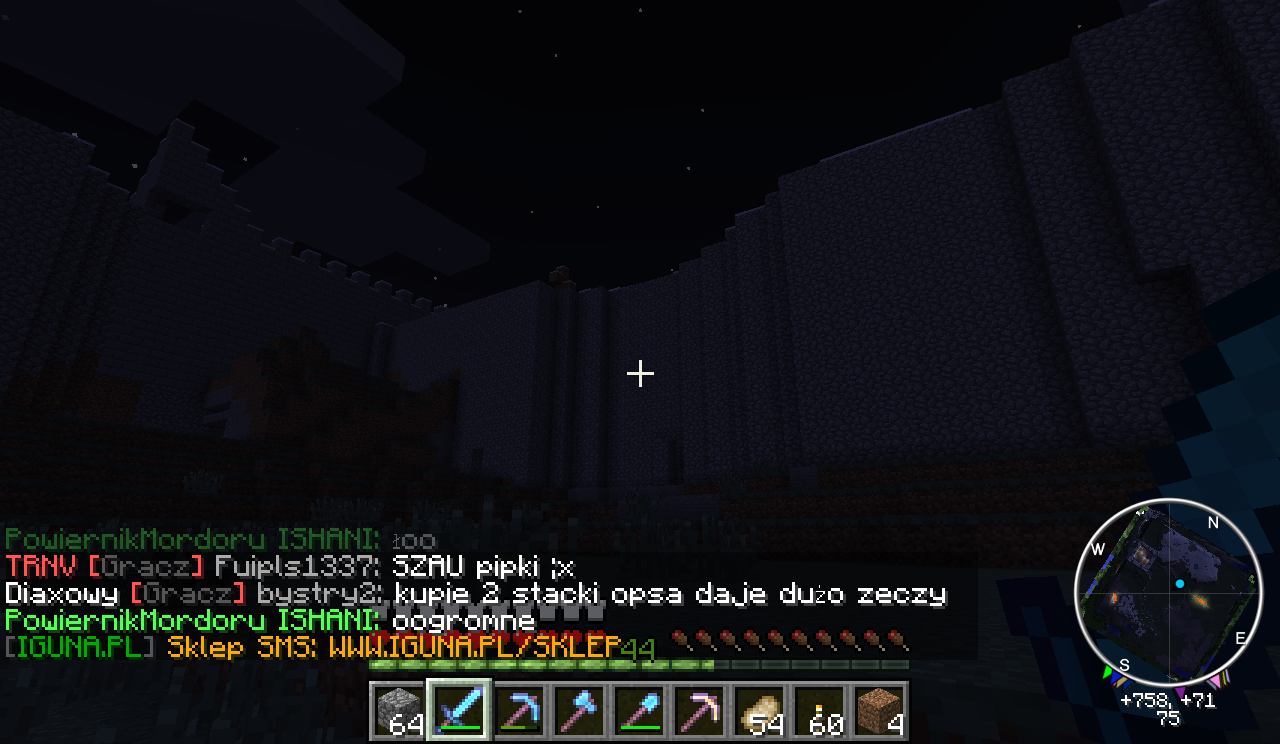 PowiernikMordoru ISHANI: łoo
TRNV [Gracz] Fuipls1337: SZAU pipki ;x
Diaxowy [Gracz] bystry2: kupie 2 stacki opsa daje dużo zeczy
PowiernikMordoru ISHANI: oogromne
[IGUNA.PL] Sklep SMS: WWW.IGUNA.PL/SKLEP
44
64
54
60
4
N
W
E
S
+758, +71
75